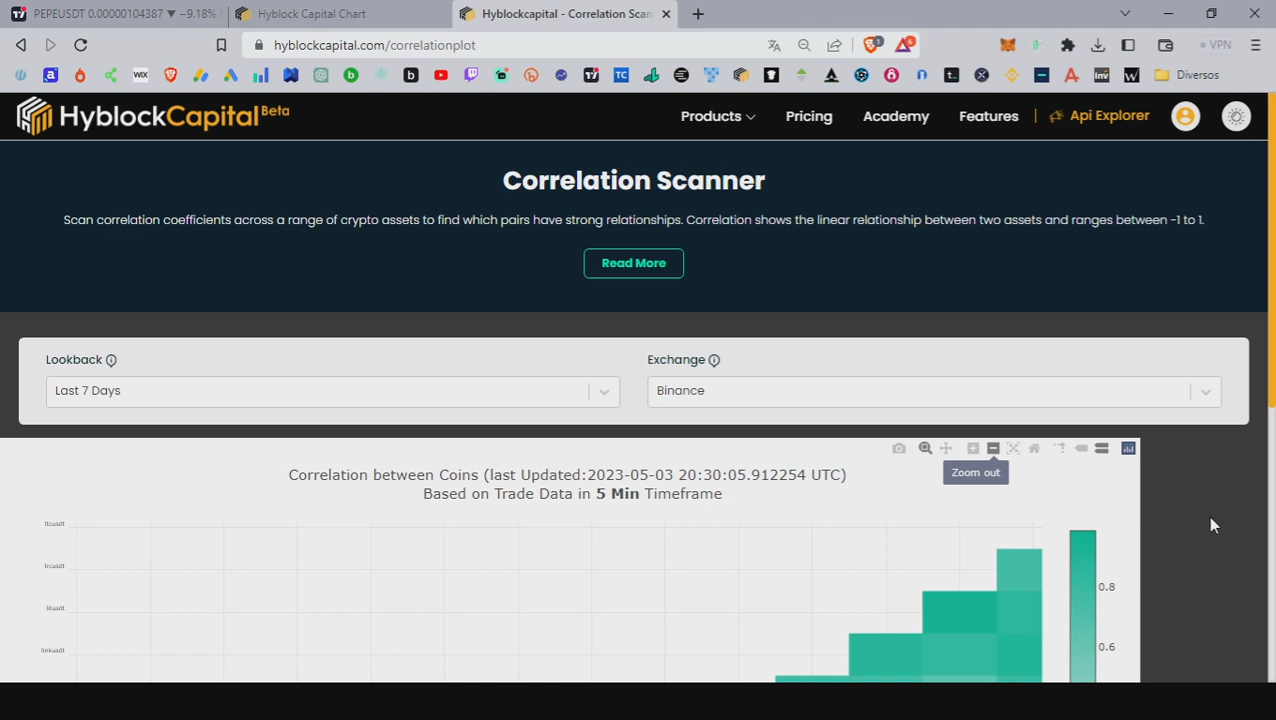 PEPEUSDT 0.00000104387 ▼ −9.18%
Hyblock Capital Chart
Hyblockcapital - Correlation Scan
hyblockcapital.com/correlationplot
VPN
Diversos
HyblockCapital Beta
Products
Pricing
Academy
Features
Api Explorer
Correlation Scanner
Scan correlation coefficients across a range of crypto assets to find which pairs have strong relationships. Correlation shows the linear relationship between two assets and ranges between -1 to 1.
Read More
Lookback
Exchange
Last 7 Days
Binance
Zoom out
Correlation between Coins (last Updated:2023-05-03 20:30:05.912254 UTC)
Based on Trade Data in 5 Min Timeframe
ltcusdt
lrcusdt
litusdt
linkusdt
0.8
0.6